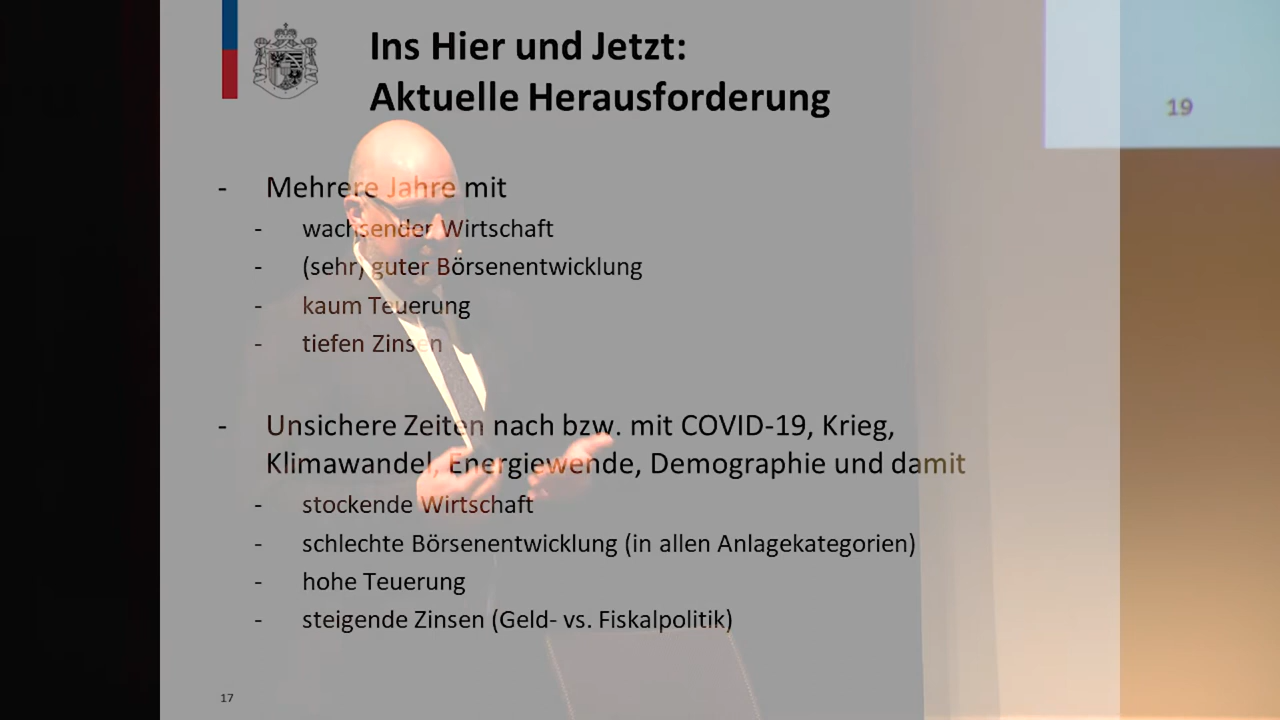 Ins Hier und Jetzt:
Aktuelle Herausforderung
19
- Mehrere Jahre mit
- wachsender Wirtschaft
- (sehr) guter Börsenentwicklung
- kaum Teuerung
- tiefen Zinsen
- Unsichere Zeiten nach bzw. mit COVID-19, Krieg,
Klimawandel, Energiewende, Demographie und damit
- stockende Wirtschaft
- schlechte Börsenentwicklung (in allen Anlagekategorien)
- hohe Teuerung
- steigende Zinsen (Geld- vs. Fiskalpolitik)
17